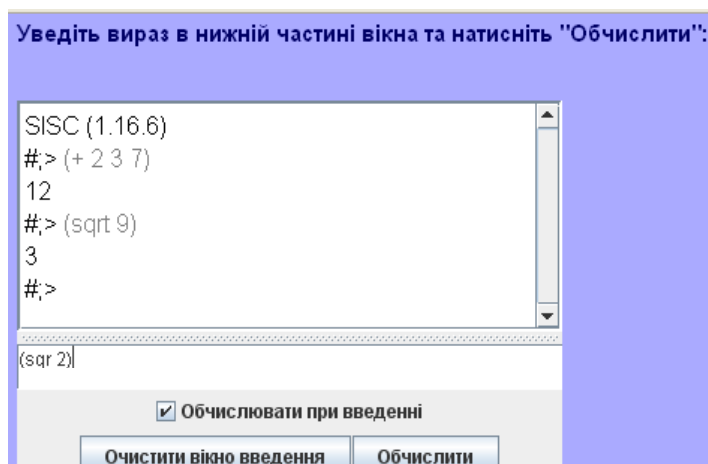 Уведіть вираз в нижній частині вікна та натисніть "Обчислити":
SISC (1.16.6)
#;> (+ 2 3 7)
12
#;> (sqrt 9)
3
#;>
(sqr 2)
Обчислювати при введенні
Очистити вікно введення Обчислити